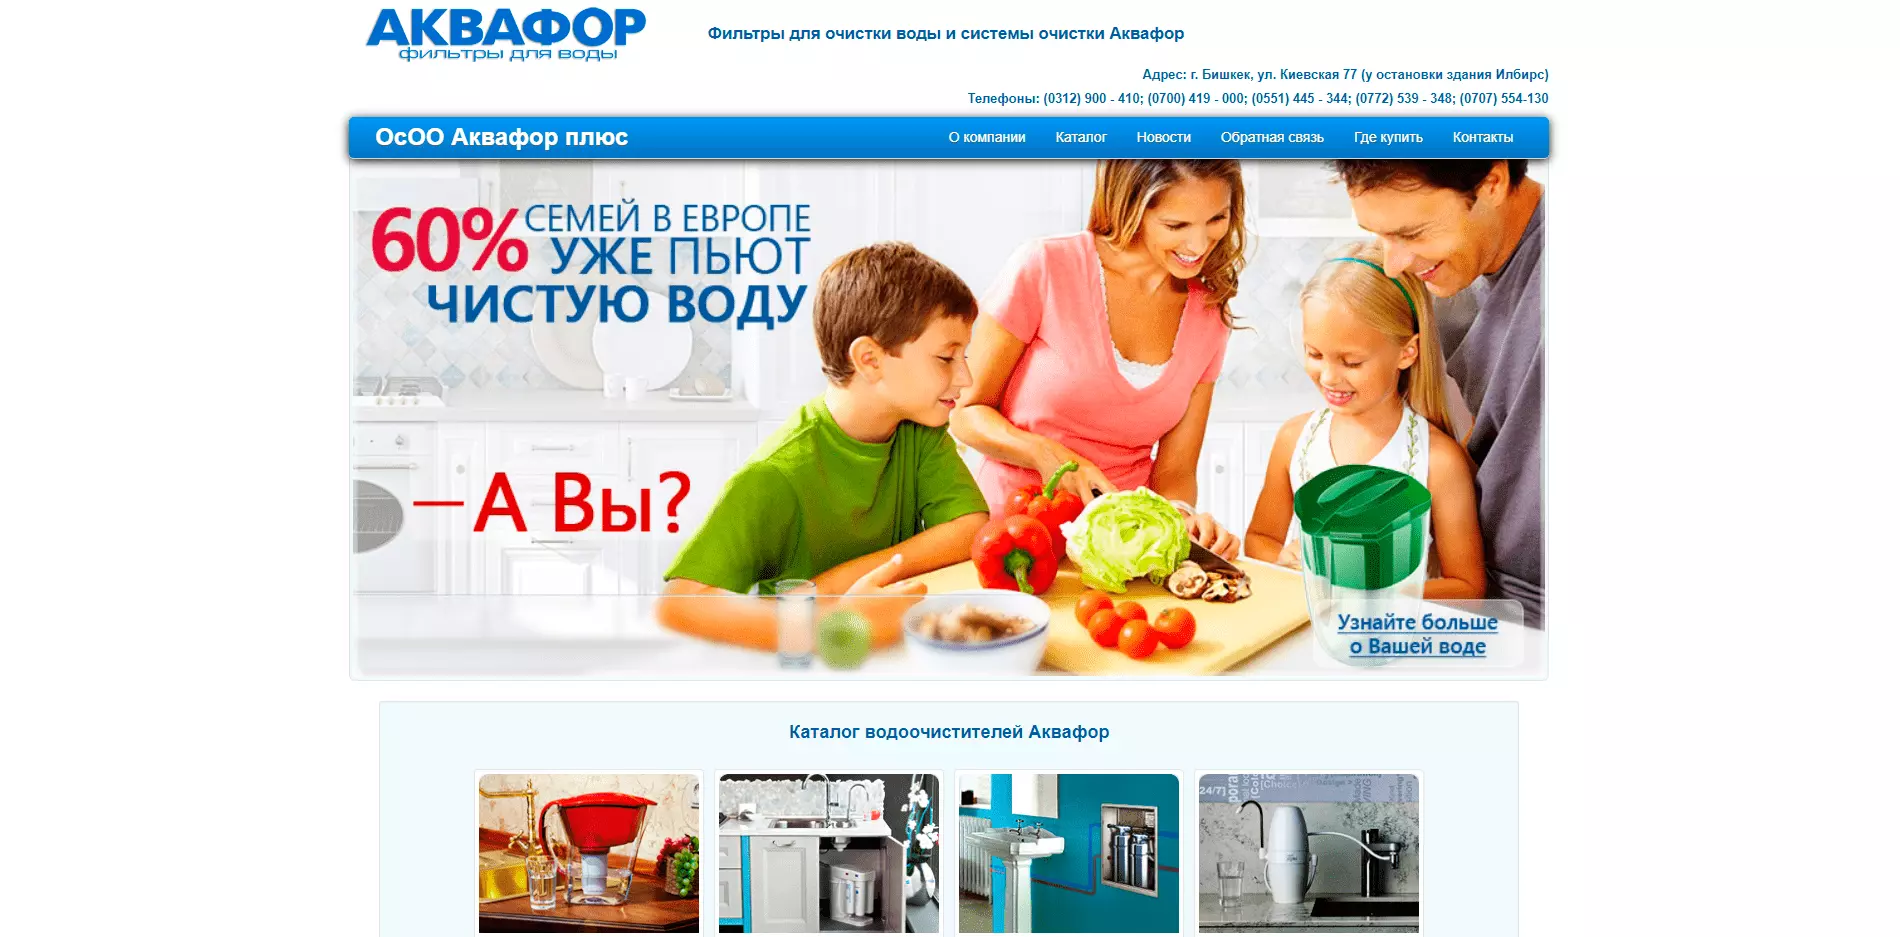 АКВАФОР
фильтры для воды
Фильтры для очистки воды и системы очистки Аквафор
Адрес: г. Бишкек, ул. Киевская 77 (у остановки здания Илбирс)
Телефоны: (0312) 900 - 410; (0700) 419 - 000; (0551) 445 - 344; (0772) 539 - 348; (0707) 554-130
ОсОО Аквафор плюс
О компании Каталог Новости Обратная связь Где купить Контакты
60% СЕМЕЙ В ЕВРОПЕ
УЖЕ ПЬЮТ
ЧИСТУЮ ВОДУ
—А Вы?
Узнайте больше
о Вашей воде
Каталог водоочистителей Аквафор
24/7]